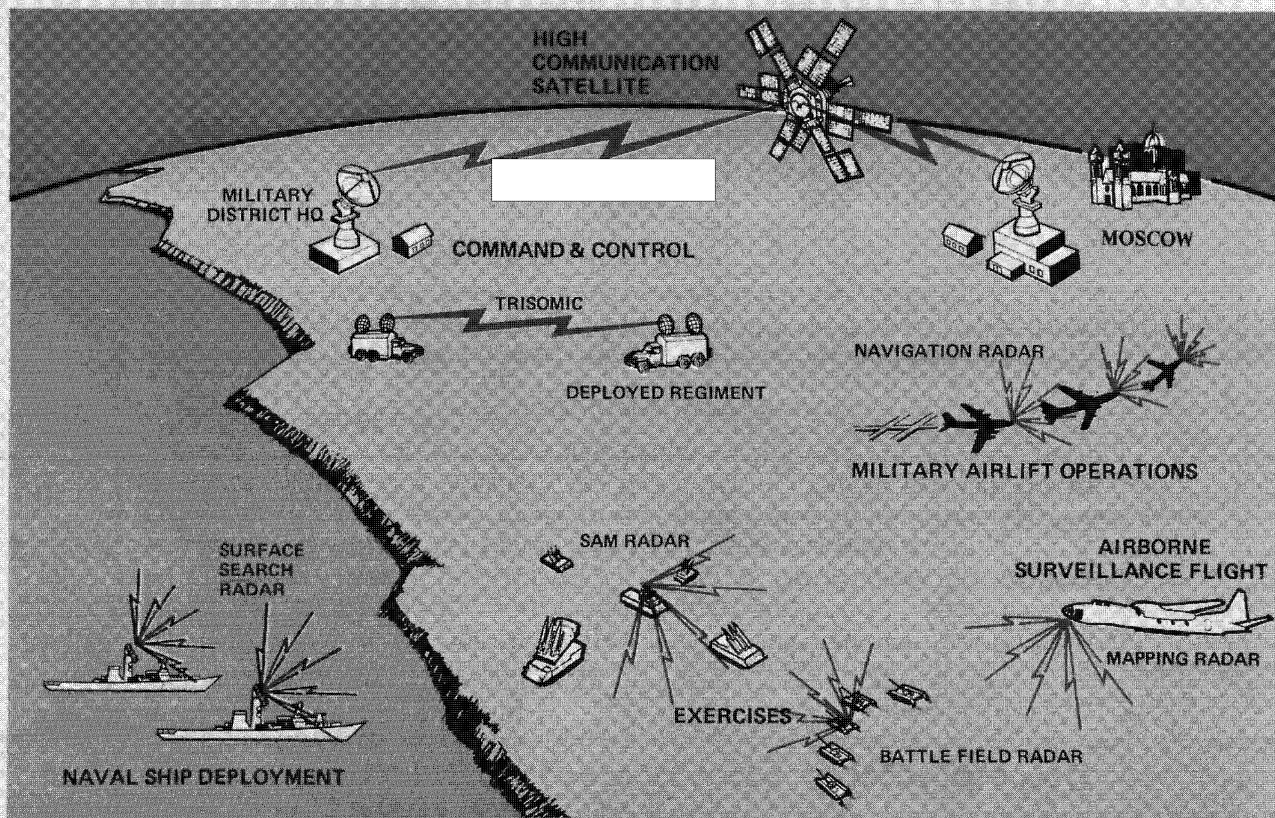 HIGH
COMMUNICATION
SATELLITE
MILITARY
DISTRICT HQ
COMMAND & CONTROL
MOSCOW
TRISOMIC
DEPLOYED REGIMENT
NAVIGATION RADAR
MILITARY AIRLIFT OPERATIONS
SURFACE
SEARCH
RADAR
SAM RADAR
AIRBORNE
SURVEILLANCE FLIGHT
MAPPING RADAR
EXERCISES
BATTLE FIELD RADAR
NAVAL SHIP DEPLOYMENT